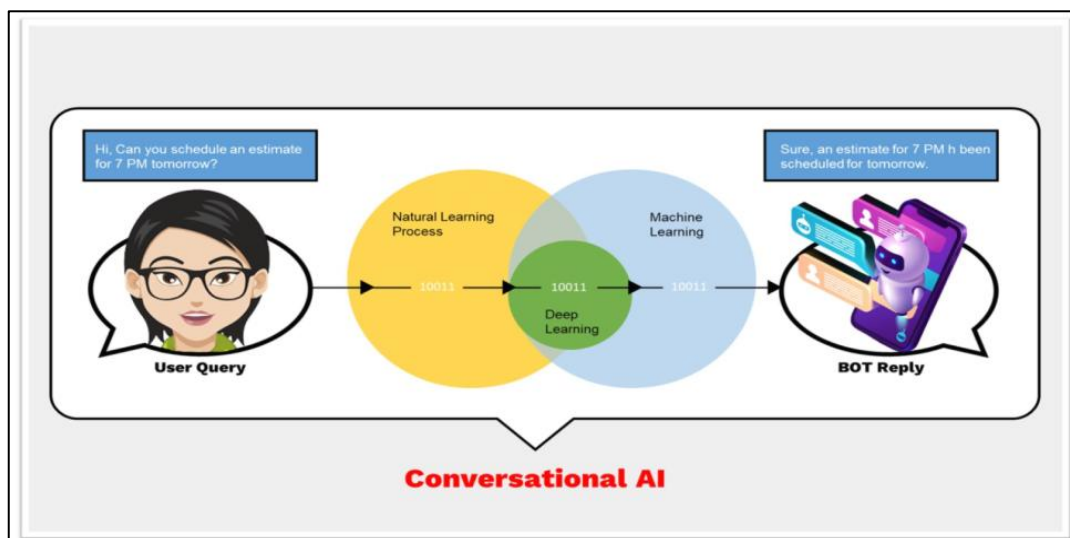 Hi, Can you schedule an estimate
for 7 PM tomorrow?
Sure, an estimate for 7 PM h been
scheduled for tomorrow.
Natural Learning
Process
Machine
Learning
10011
10011
10011
Deep
Learning
User Query
BOT Reply
Conversational AI